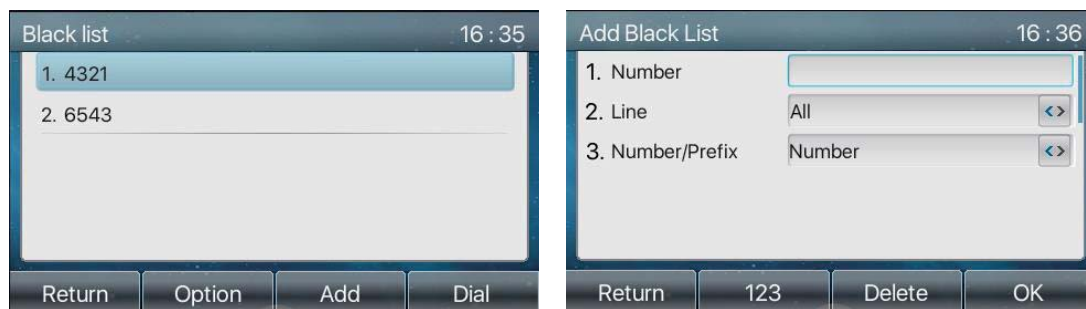 Black list 16 : 35
1. 4321
2. 6543
Return Option Add Dial
Add Black List 16 : 36
1. Number
2. Line All <>
3. Number/Prefix Number <>
Return 123 Delete OK